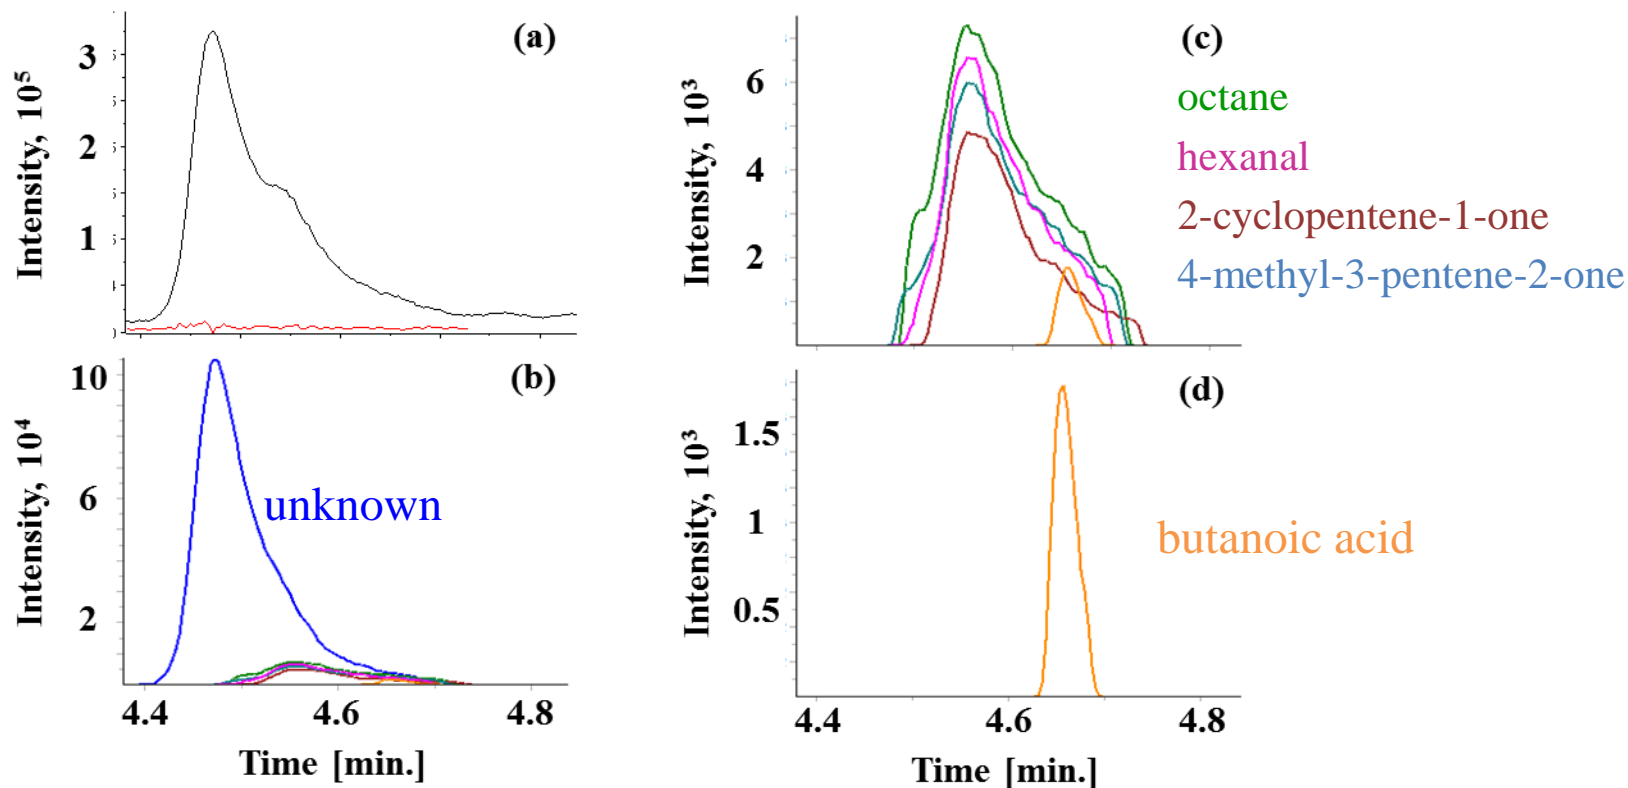 (a)
3
2
1
Intensity, 10⁵
(b)
10
6
2
Intensity, 10⁴
unknown
4.4
4.6
4.8
Time [min.]
(c)
6
4
2
Intensity, 10³
octane
hexanal
2-cyclopentene-1-one
4-methyl-3-pentene-2-one
(d)
1.5
1
0.5
Intensity, 10³
butanoic acid
4.4
4.6
4.8
Time [min.]